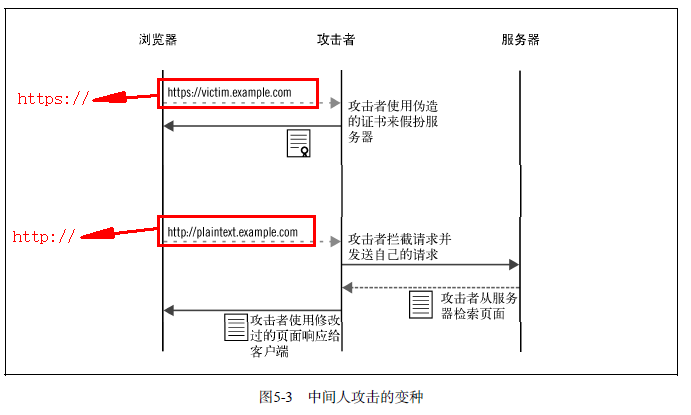 浏览器
攻击者
服务器
https://
https://victim.example.com
攻击者使用伪造
的证书来假扮服
务器
http://
http://plaintext.example.com
攻击者拦截请求并
发送自己的请求
攻击者从服务
器检索页面
攻击者使用修改
过的页面响应给
客户端
图5-3 中间人攻击的变种